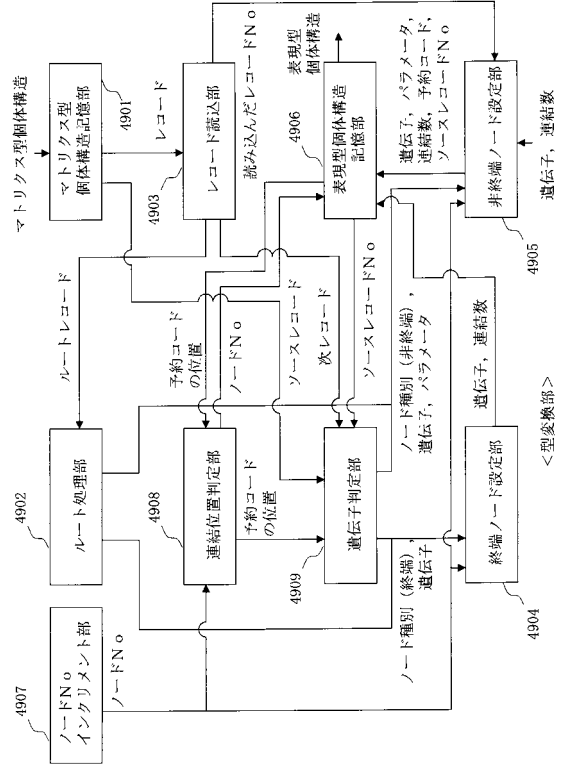 マトリクス型個体構造
4901
マトリクス型
個体構造記憶部
レコード
4903
レコード読込部
読み込んだレコードNo
4906
表現型個体構造
記憶部
表現型
個体構造
遺伝子, パラメータ,
連結数, 予約コード,
ソースレコードNo
非終端ノード設定部
4905
遺伝子, 連結数
ルートレコード
予約コード
の位置
ノードNo
ソースレコード
次レコード
ソースレコードNo
ノード種別 (非終端) ,
遺伝子, パラメータ
遺伝子, 連結数
<型変換部>
4902
ルート処理部
4908
連結位置判定部
予約コード
の位置
4909
遺伝子判定部
ノード種別 (終端) ,
遺伝子
終端ノード設定部
4904
4907
ノードNo
インクリメント部
ノードNo